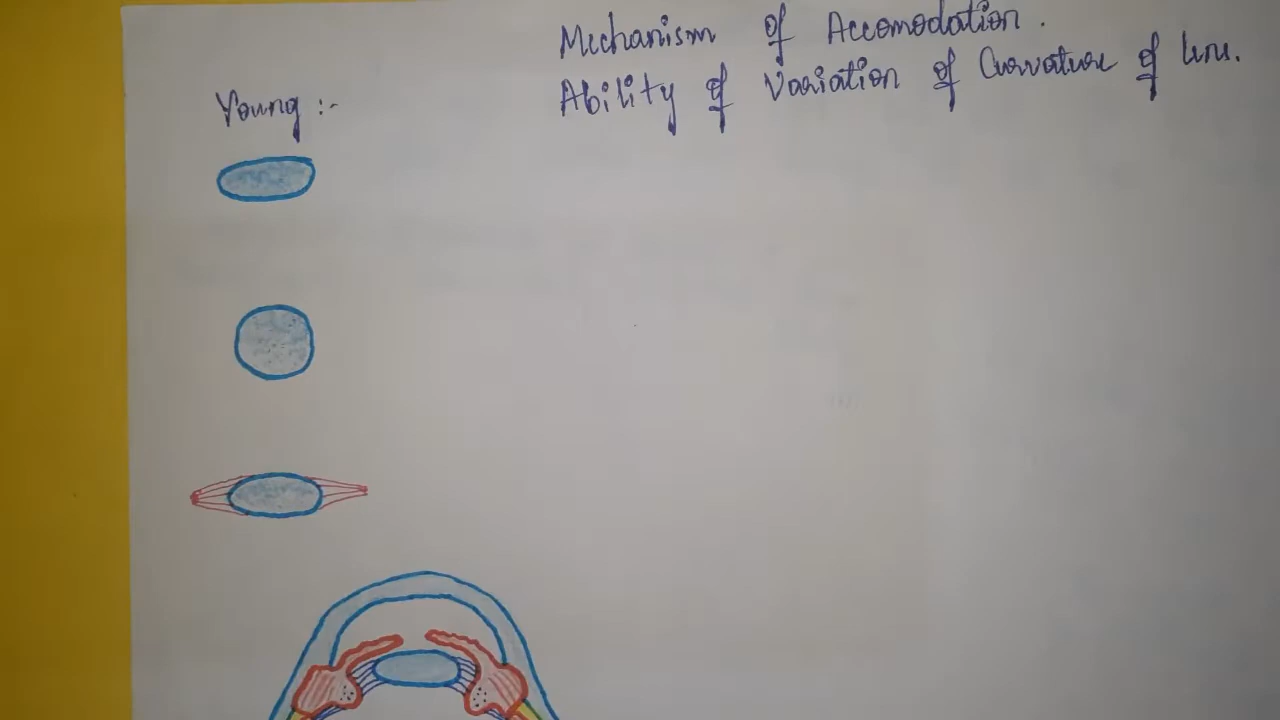 Mechanism of Accomodation.
Ability of Variation of Curvature of lens.
Young :-